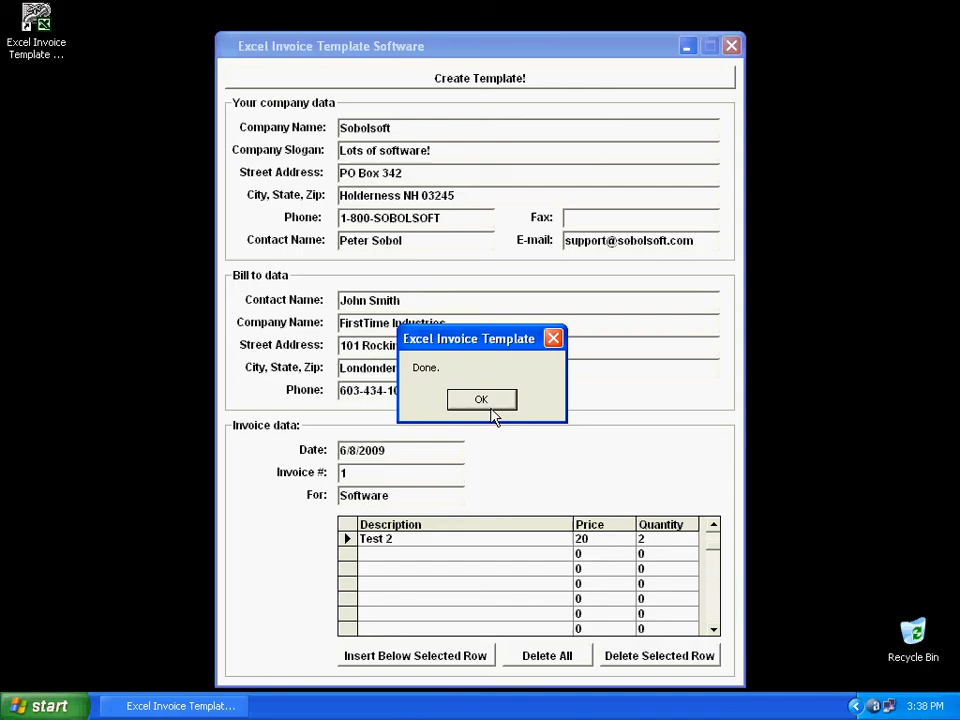 Excel Invoice
Template ...
Excel Invoice Template Software
Create Template!
Your company data
Company Name: Sobolsoft
Company Slogan: Lots of software!
Street Address: PO Box 342
City, State, Zip: Holderness NH 03245
Phone: 1-800-SOBOLSOFT Fax:
Contact Name: Peter Sobol E-mail: support@sobolsoft.com
Bill to data
Contact Name: John Smith
Company Name: FirstTime Industries
Street Address: 101
City, State, Zip:
Phone:
Excel Invoice Template
Done.
OK
Invoice data:
Date: 6/8/2009
Invoice #: 1
For: Software
Description Price Quantity
Test 2 20 2
0 0
0 0
0 0
0 0
0 0
0 0
Insert Below Selected Row Delete All Delete Selected Row
Recycle Bin
start Excel Invoice Templat... 3:38 PM